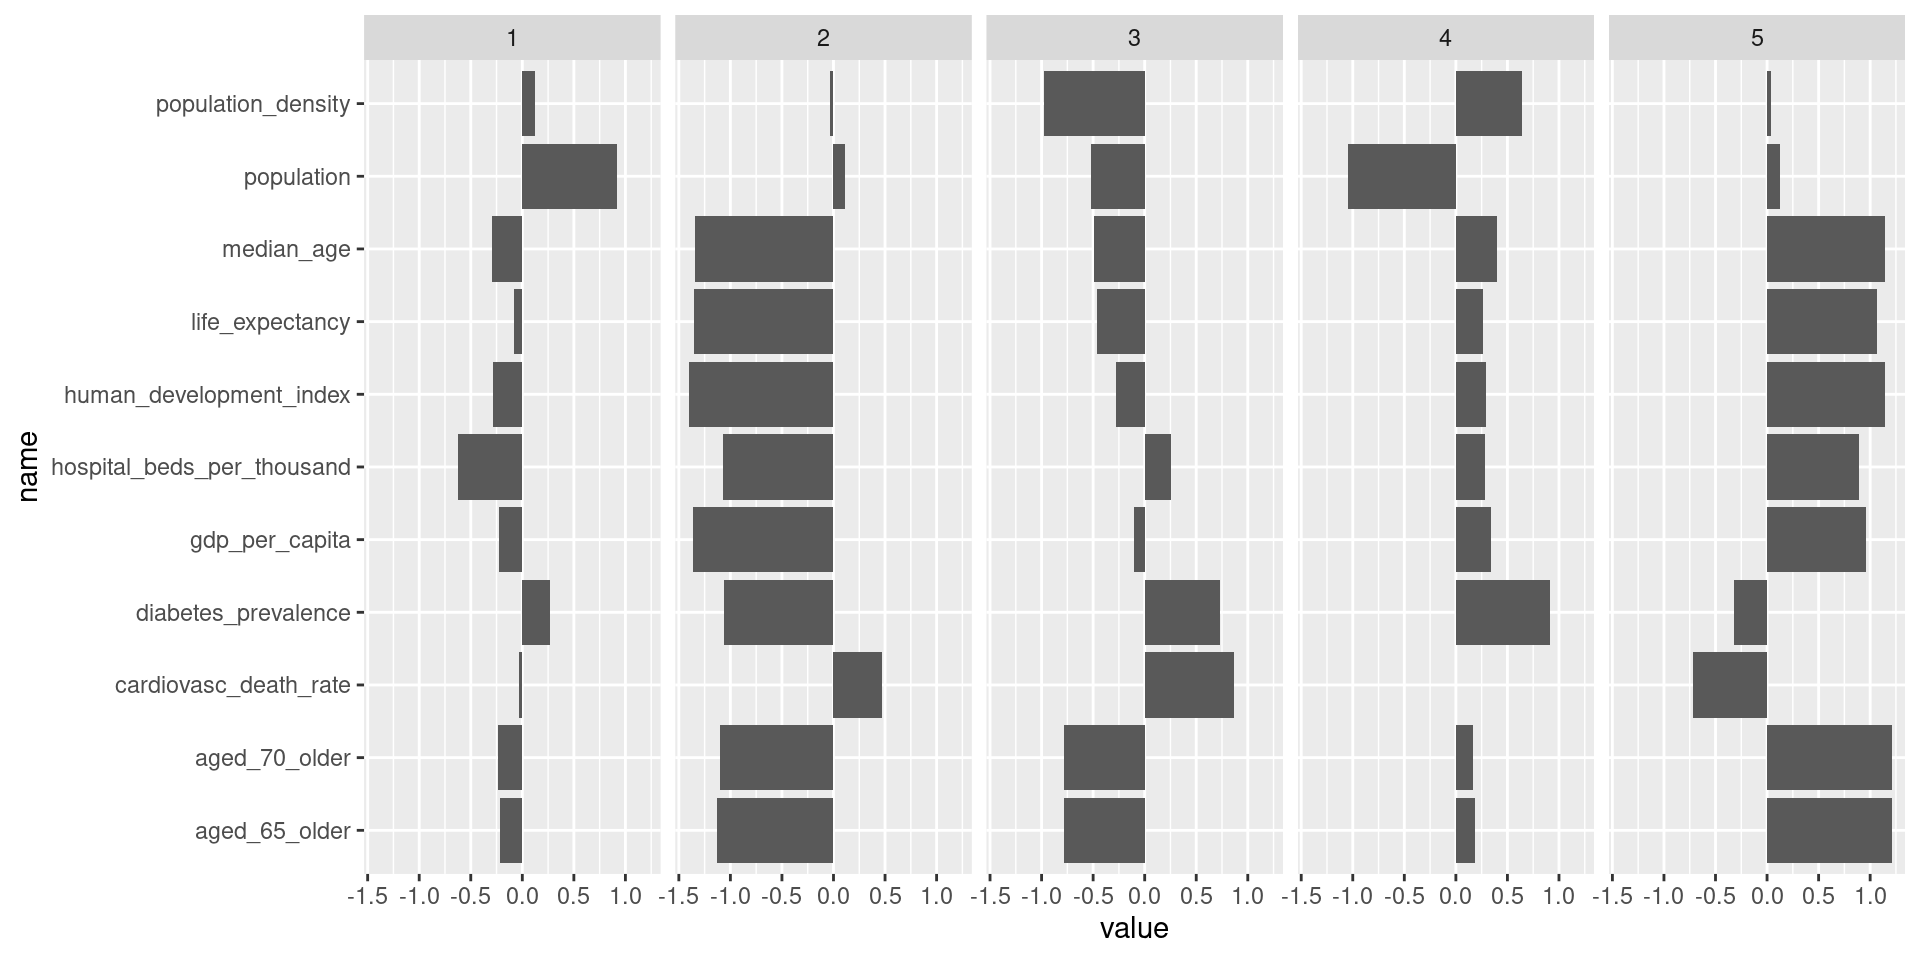 1 2 3 4 5
population_density
population
median_age
life_expectancy
human_development_index
hospital_beds_per_thousand
gdp_per_capita
diabetes_prevalence
cardiovasc_death_rate
aged_70_older
aged_65_older
name
-1.5 -1.0 -0.5 0.0 0.5 1.0 -1.5 -1.0 -0.5 0.0 0.5 1.0 -1.5 -1.0 -0.5 0.0 0.5 1.0 -1.5 -1.0 -0.5 0.0 0.5 1.0 -1.5 -1.0 -0.5 0.0 0.5 1.0
value